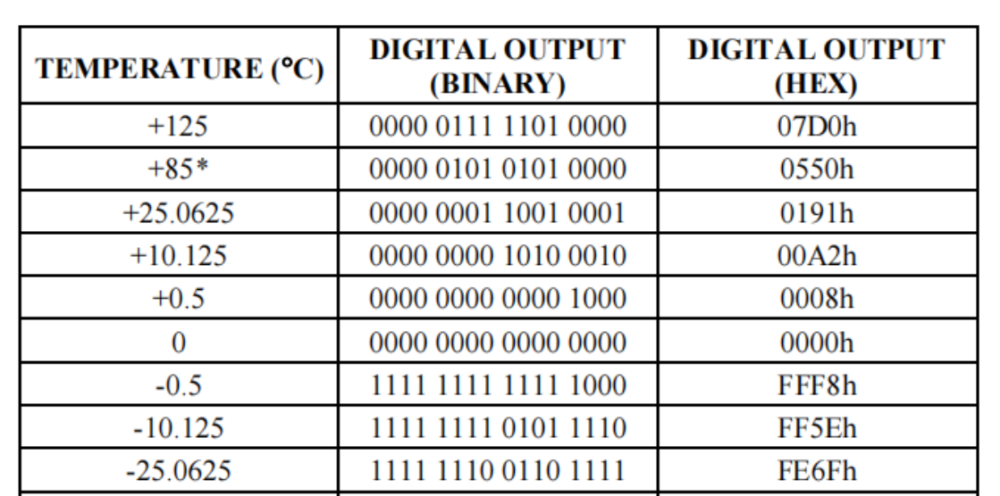 TEMPERATURE (°C) DIGITAL OUTPUT (BINARY) DIGITAL OUTPUT (HEX)
+125 0000 0111 1101 0000 07D0h
+85* 0000 0101 0101 0000 0550h
+25.0625 0000 0001 1001 0001 0191h
+10.125 0000 0000 1010 0010 00A2h
+0.5 0000 0000 0000 1000 0008h
0 0000 0000 0000 0000 0000h
-0.5 1111 1111 1111 1000 FFF8h
-10.125 1111 1111 0101 1110 FF5Eh
-25.0625 1111 1110 0110 1111 FE6Fh